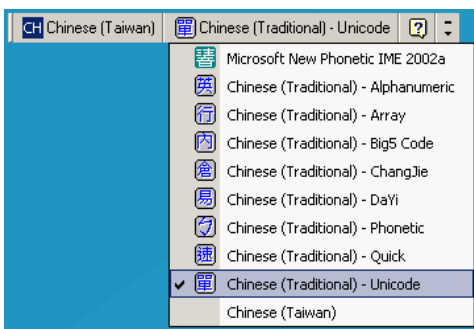 CH Chinese (Taiwan) 單 Chinese (Traditional) - Unicode ?
Microsoft New Phonetic IME 2002a
英 Chinese (Traditional) - Alphanumeric
行 Chinese (Traditional) - Array
內 Chinese (Traditional) - Big5 Code
倉 Chinese (Traditional) - ChangJie
易 Chinese (Traditional) - DaYi
Chinese (Traditional) - Phonetic
速 Chinese (Traditional) - Quick
單 Chinese (Traditional) - Unicode
Chinese (Taiwan)